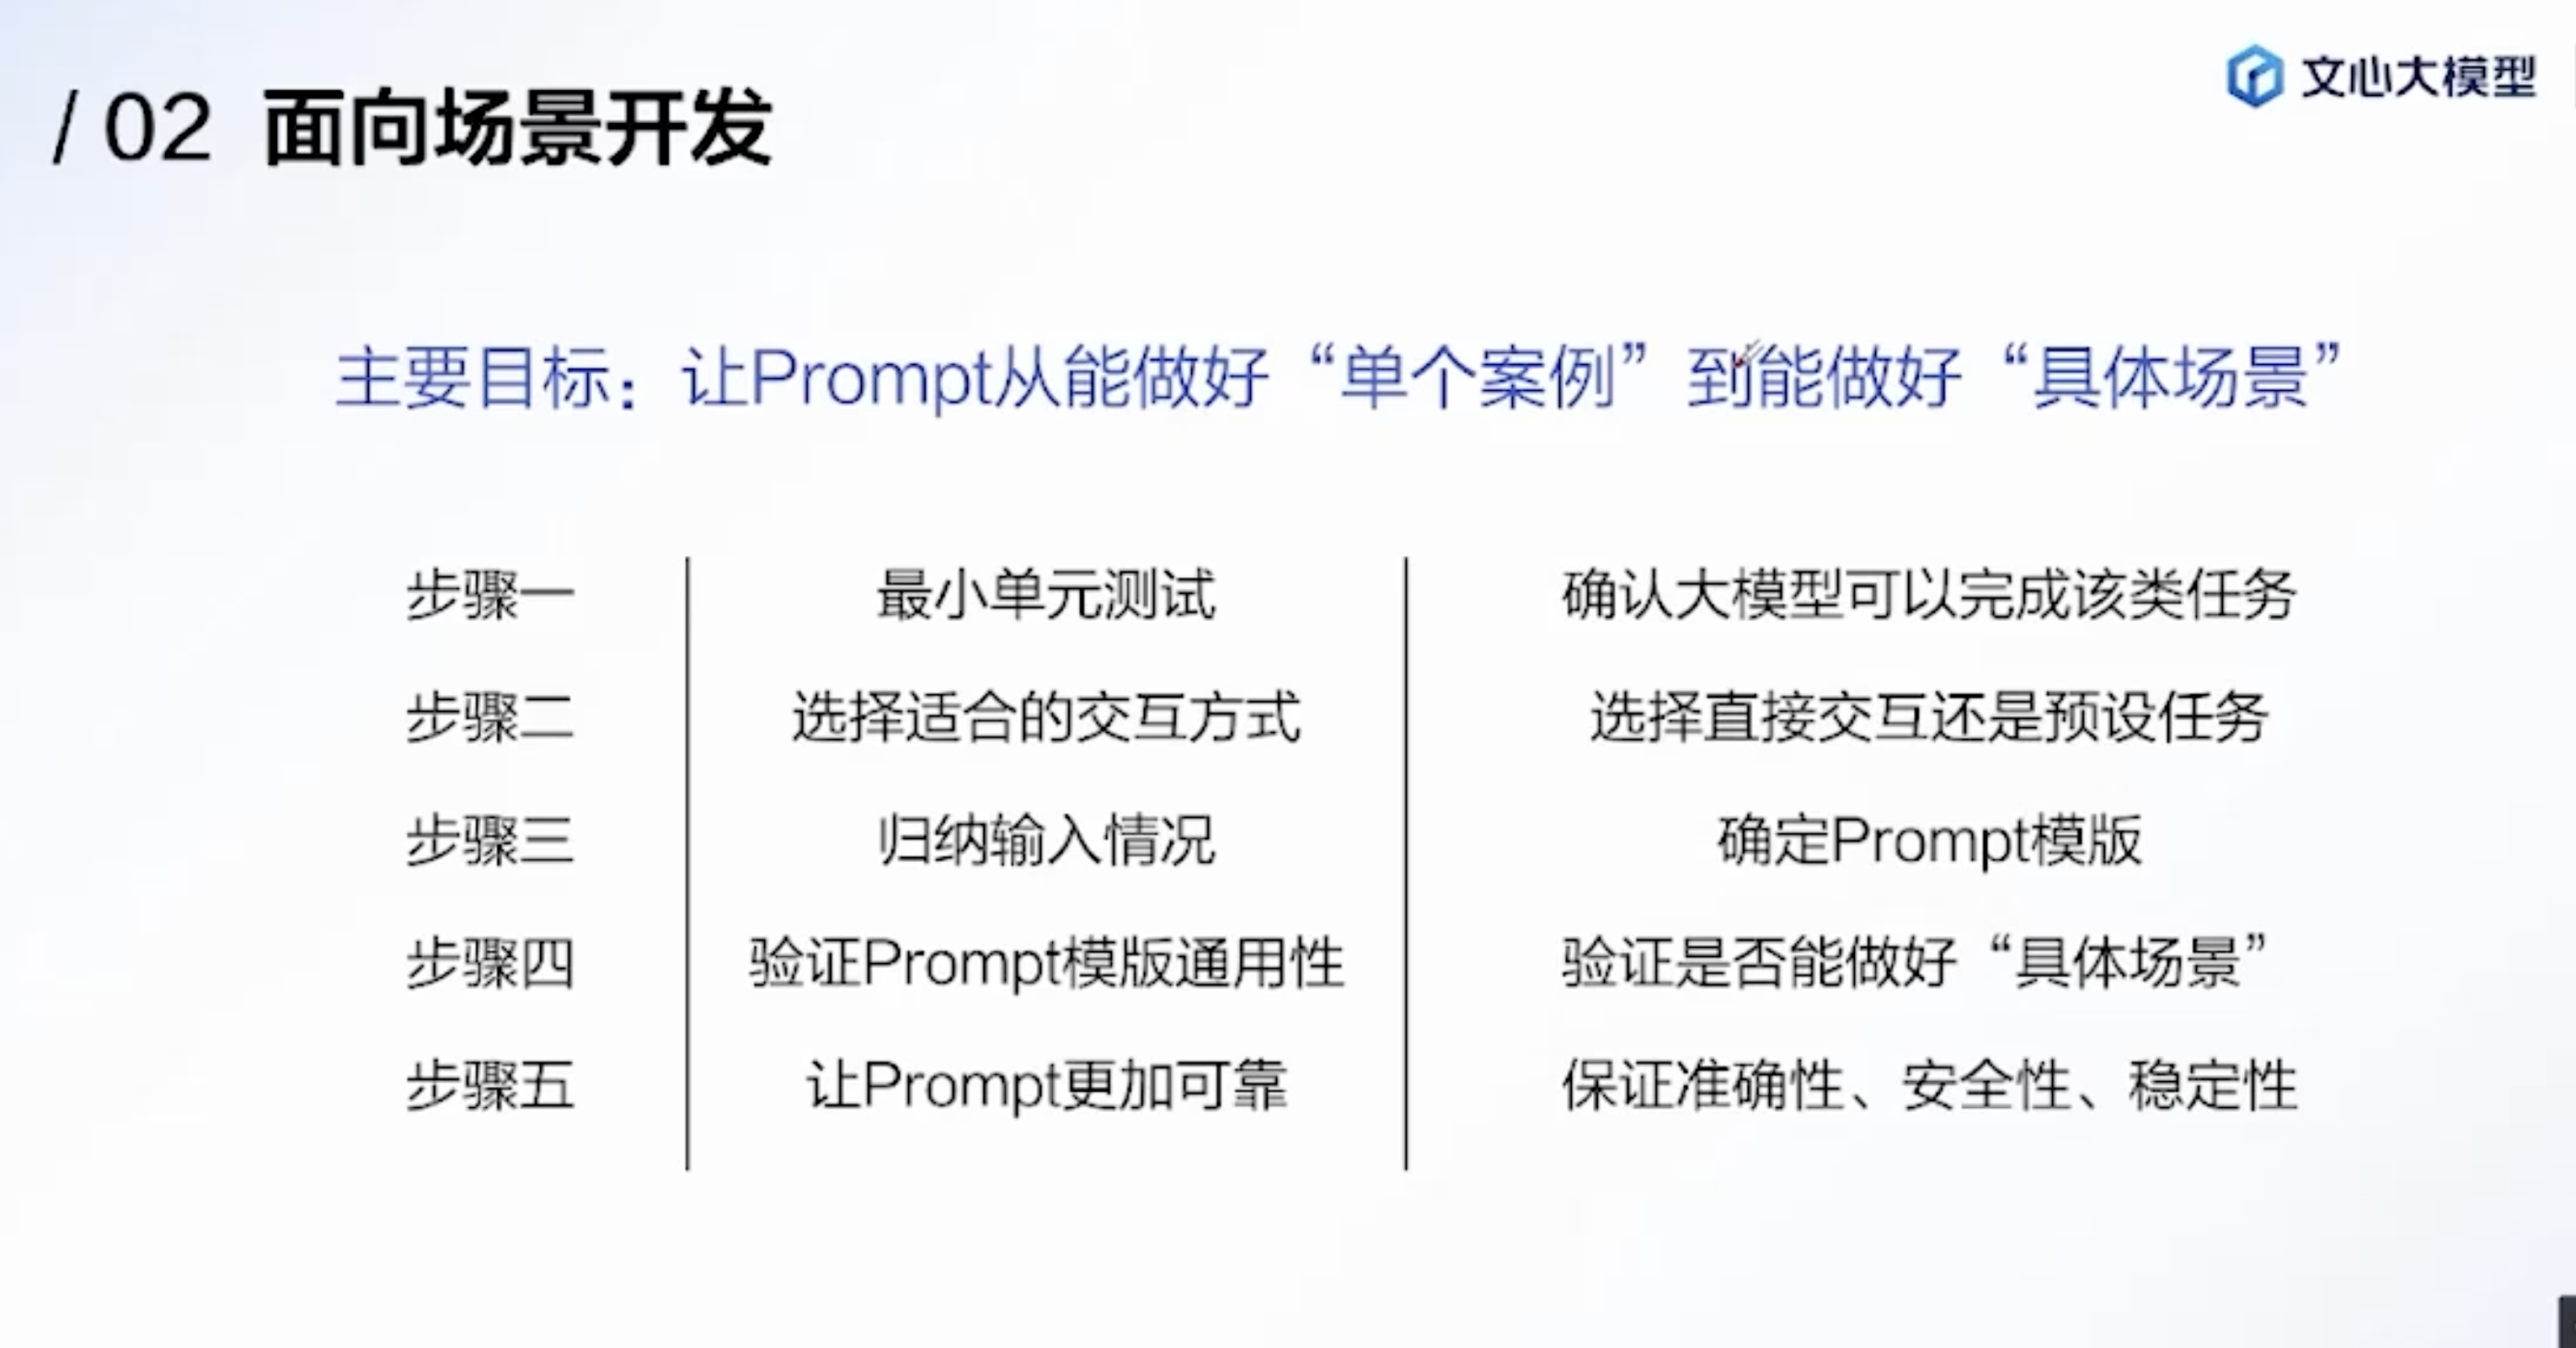 / 02 面向场景开发
文心大模型
主要目标：让Prompt从能做好“单个案例”到能做好“具体场景”
步骤一 最小单元测试 确认大模型可以完成该类任务
步骤二 选择适合的交互方式 选择直接交互还是预设任务
步骤三 归纳输入情况 确定Prompt模版
步骤四 验证Prompt模版通用性 验证是否能做好“具体场景”
步骤五 让Prompt更加可靠 保证准确性、安全性、稳定性